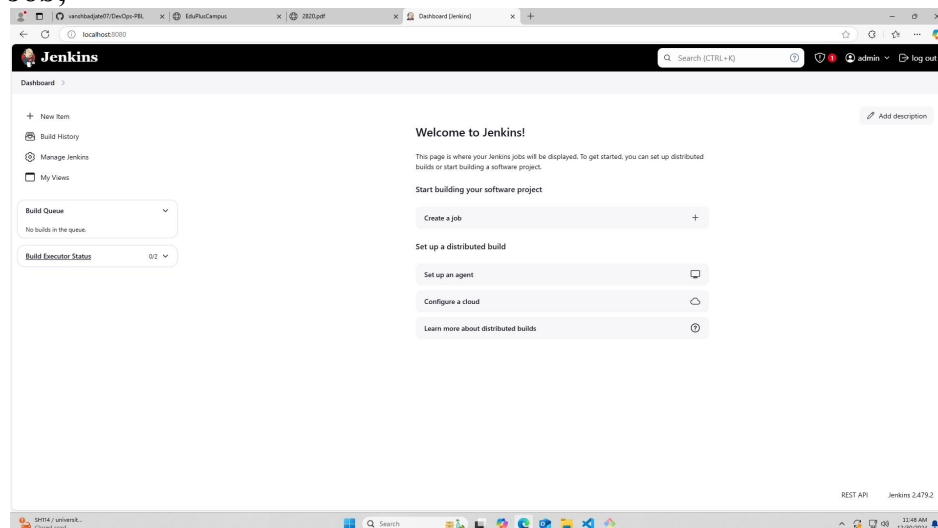 vanshbadjate07/DevOps-PBL
EduPlusCampus
2820.pdf
Dashboard [Jenkins]
localhost:8080
Jenkins
Search (CTRL+K)
1
admin
log out
Dashboard
New Item
Build History
Manage Jenkins
My Views
Build Queue
No builds in the queue.
Build Executor Status
0/2
Add description
Welcome to Jenkins!
This page is where your Jenkins jobs will be displayed. To get started, you can set up distributed
builds or start building a software project.
Start building your software project
Create a job
Set up a distributed build
Set up an agent
Configure a cloud
Learn more about distributed builds
REST API
Jenkins 2.479.2
SH114 / universit...
Search
11:48 AM